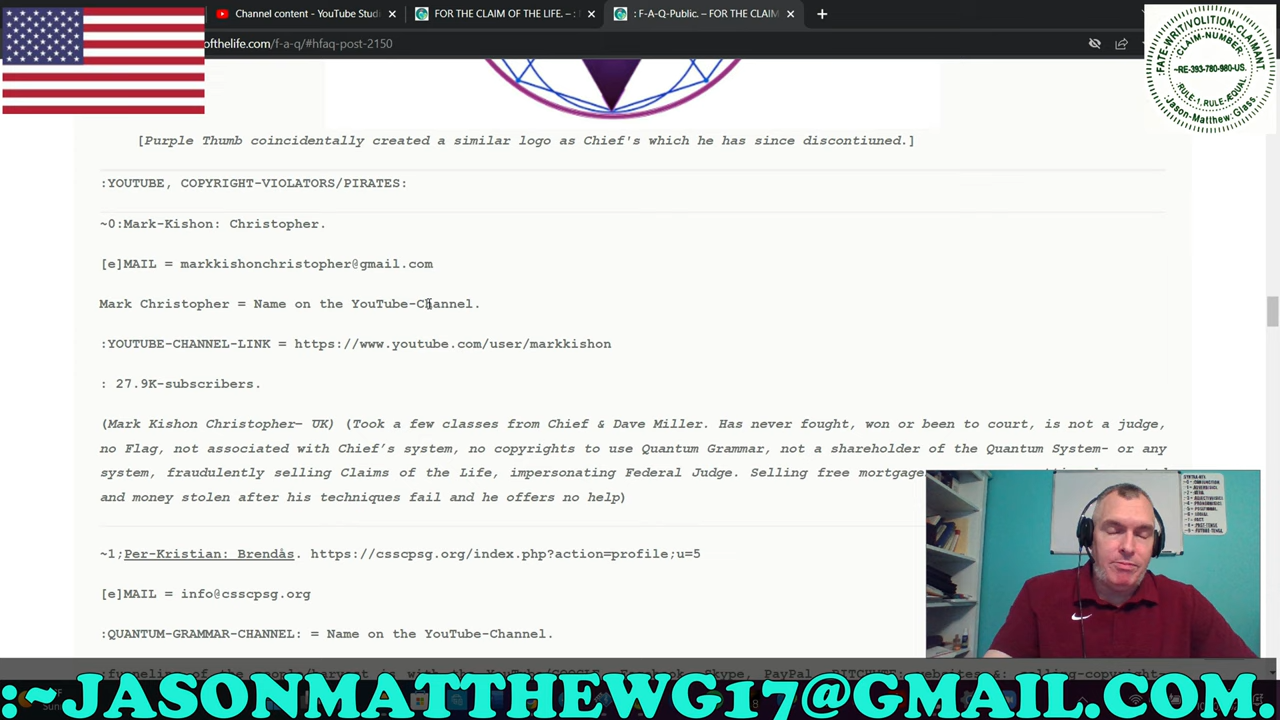 Channel content - YouTube Stud
FOR THE CLAIM OF THE LIFE. – :
: F-A-Q-Public. – FOR THE CLAIM
ofthelife.com/f-a-q/#hfaq-post-2150
:FATE-WRIT/VOLITION-CLAIMANT
:CLAIM-NUMBER:
~RE-393-780-980-US.
:RULE-1, RULE-ÆQUAL.
Jason-Matthew: Glass.
[Purple Thumb coincidentally created a similar logo as Chief's which he has since discontiuned.]
:YOUTUBE, COPYRIGHT-VIOLATORS/PIRATES:
~0:Mark-Kishon: Christopher.
[e]MAIL = markkishonchristopher@gmail.com
Mark Christopher = Name on the YouTube-Channel.
:YOUTUBE-CHANNEL-LINK = https://www.youtube.com/user/markkishon
: 27.9K-subscribers.
(Mark Kishon Christopher– UK) (Took a few classes from Chief & Dave Miller. Has never fought, won or been to court, is not a judge,
no Flag, not associated with Chief's system, no copyrights to use Quantum Grammar, not a shareholder of the Quantum System- or any
system, fraudulently selling Claims of the Life, impersonating Federal Judge. Selling free mortgage
and money stolen after his techniques fail and he offers no help)
~1;Per-Kristian: Brendås. https://csscpsg.org/index.php?action=profile;u=5
[e]MAIL = info@csscpsg.org
:QUANTUM-GRAMMAR-CHANNEL: = Name on the YouTube-Channel.
:~ JASONMATTHEWG17@GMAIL.COM.